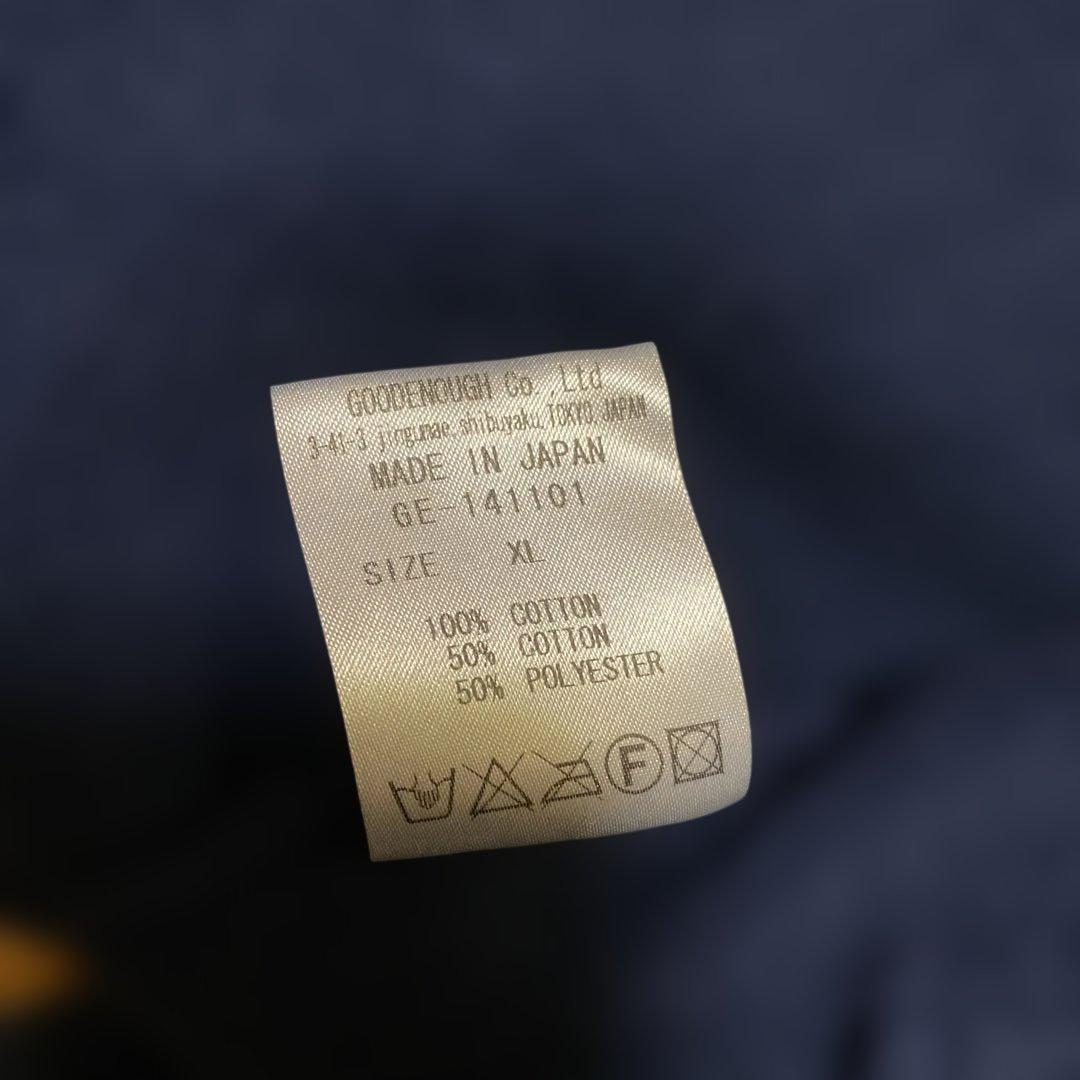 GOODENOUGH Co.,Ltd
3-41-3 jingumae.shibuyaku,TOKYO JAPAN
MADE IN JAPAN
GE-141101
SIZE XL
100% COTTON
50% COTTON
50% POLYESTER
F